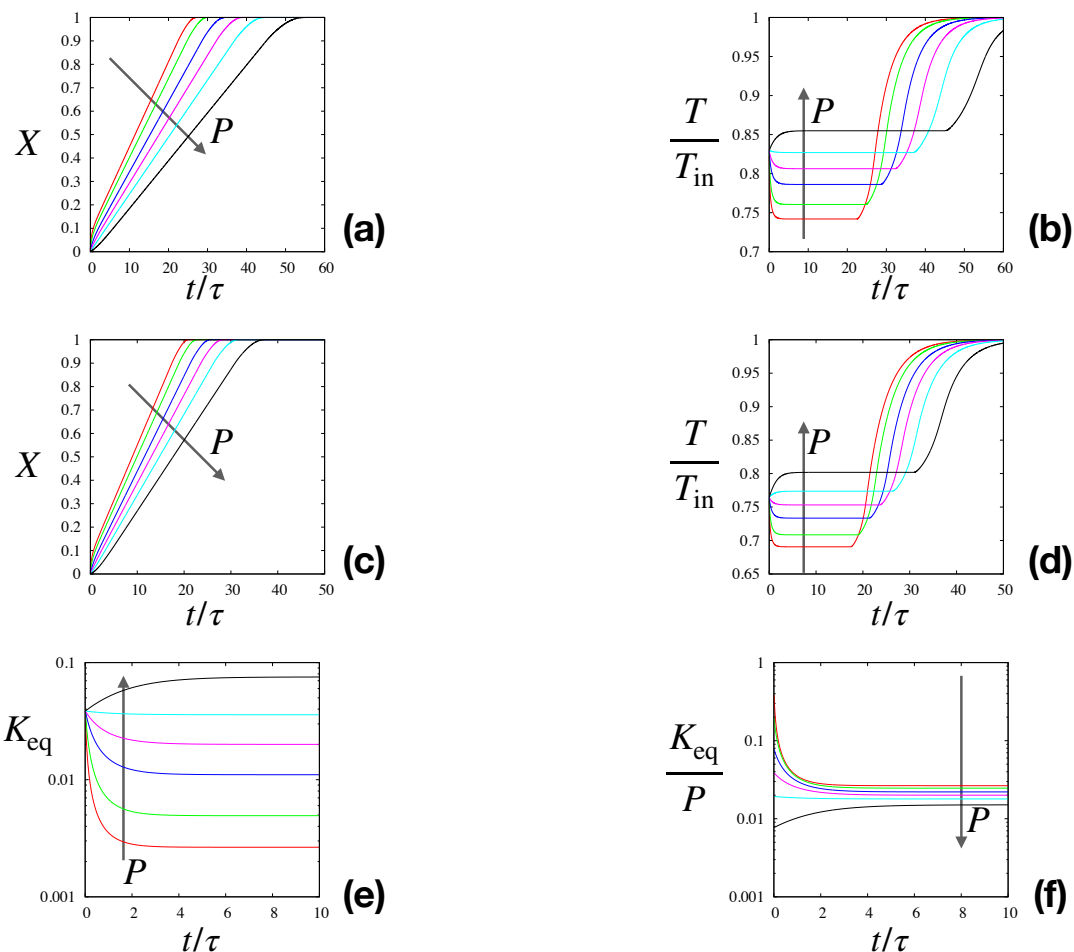 1
0.9
0.8
0.7
0.6
0.5
0.4
0.3
0.2
0.1
0
X
P
0 10 20 30 40 50 60
t/τ
(a)
1
0.95
0.9
0.85
0.8
0.75
0.7
T
T_in
P
0 10 20 30 40 50 60
t/τ
(b)
1
0.9
0.8
0.7
0.6
0.5
0.4
0.3
0.2
0.1
0
X
P
0 10 20 30 40 50
t/τ
(c)
1
0.95
0.9
0.85
0.8
0.75
0.7
0.65
T
T_in
P
0 10 20 30 40 50
t/τ
(d)
0.1
0.01
0.001
K_eq
P
0 2 4 6 8 10
t/τ
(e)
1
0.1
0.01
0.001
K_eq
P
P
0 2 4 6 8 10
t/τ
(f)